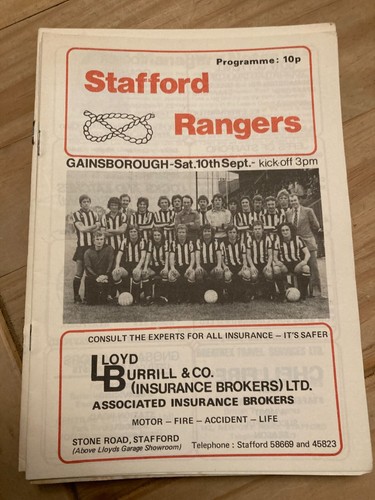 Programme: 10p
Stafford
Rangers
GAINSBOROUGH-Sat.10th Sept.- kick off 3pm
CONSULT THE EXPERTS FOR ALL INSURANCE – IT'S SAFER
LLOYD
BURRILL & CO.
(INSURANCE BROKERS) LTD.
ASSOCIATED INSURANCE BROKERS
MOTOR – FIRE – ACCIDENT – LIFE
STONE ROAD, STAFFORD
(Above Lloyds Garage Showroom)
Telephone : Stafford 58669 and 45823